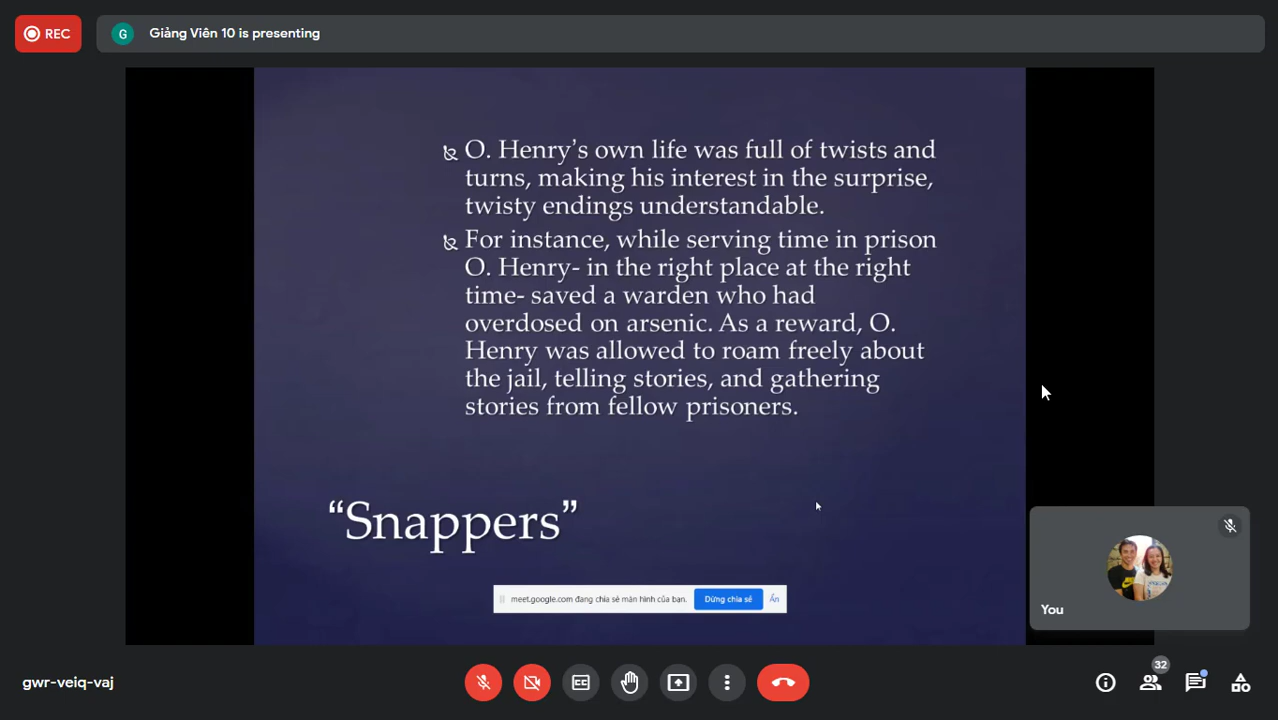 REC
G
Giảng Viên 10 is presenting
O. Henry's own life was full of twists and
turns, making his interest in the surprise,
twisty endings understandable.
For instance, while serving time in prison
O. Henry- in the right place at the right
time- saved a warden who had
overdosed on arsenic. As a reward, O.
Henry was allowed to roam freely about
the jail, telling stories, and gathering
stories from fellow prisoners.
“Snappers”
meet.google.com đang chia sẻ màn hình của bạn. Dừng chia sẻ Ẩn
You
gwr-veiq-vaj
CC
32